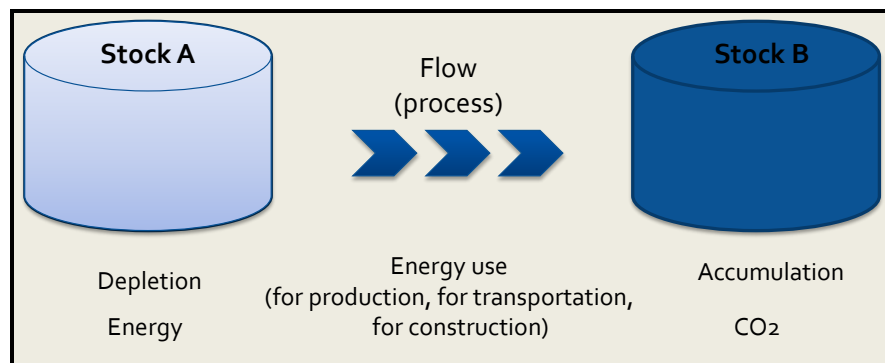 Stock A
Stock B
Flow
(process)
Depletion
Energy
Energy use
(for production, for transportation,
for construction)
Accumulation
CO2